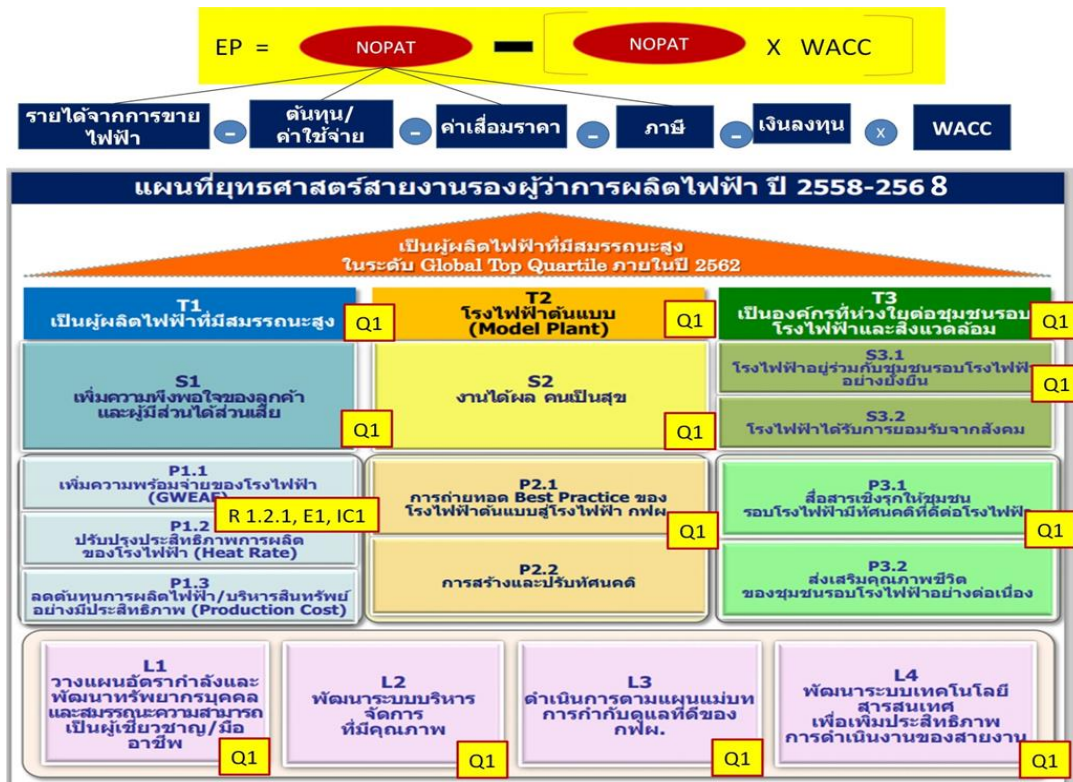 EP = NOPAT - NOPAT X WACC
รายได้จากการขาย
ไฟฟ้า
-
ต้นทุน/
ค่าใช้จ่าย
-
ค่าเสื่อมราคา
-
ภาษี
-
เงินลงทุน
x
WACC
แผนที่ยุทธศาสตร์สายงานรองผู้ว่าการผลิตไฟฟ้า ปี 2558-2568
เป็นผู้ผลิตไฟฟ้าที่มีสมรรถนะสูง
ในระดับ Global Top Quartile ภายในปี 2562
T1
เป็นผู้ผลิตไฟฟ้าที่มีสมรรถนะสูง
Q1
T2
โรงไฟฟ้าต้นแบบ
(Model Plant)
Q1
T3
เป็นองค์กรที่ห่วงใยต่อชุมชนรอบ
โรงไฟฟ้าและสิ่งแวดล้อม
Q1
S1
เพิ่มความพึงพอใจของลูกค้า
และผู้มีส่วนได้ส่วนเสีย
Q1
S2
งานได้ผล คนเป็นสุข
Q1
S3.1
โรงไฟฟ้าอยู่ร่วมกับชุมชนรอบโรงไฟฟ้า
อย่างยั่งยืน
Q1
S3.2
โรงไฟฟ้าได้รับการยอมรับจากสังคม
P1.1
เพิ่มความพร้อมจ่ายของโรงไฟฟ้า
(GWEAF)
R 1.2.1, E1, IC1
P1.2
ปรับปรุงประสิทธิภาพการผลิต
ของโรงไฟฟ้า (Heat Rate)
P1.3
ลดต้นทุนการผลิตไฟฟ้า/บริหารสินทรัพย์
อย่างมีประสิทธิภาพ (Production Cost)
P2.1
การถ่ายทอด Best Practice ของ
โรงไฟฟ้าต้นแบบสู่โรงไฟฟ้า กฟผ.
Q1
P2.2
การสร้างและปรับทัศนคติ
P3.1
สื่อสารเชิงรุกให้ชุมชน
รอบโรงไฟฟ้ามีทัศนคติที่ดีต่อโรงไฟฟ้า
Q1
P3.2
ส่งเสริมคุณภาพชีวิต
ของชุมชนรอบโรงไฟฟ้าอย่างต่อเนื่อง
L1
วางแผนอัตรากำลังและ
พัฒนาทรัพยากรบุคคล
และสมรรถนะความสามารถ
เป็นผู้เชี่ยวชาญ/มือ
อาชีพ
Q1
L2
พัฒนาระบบบริหาร
จัดการ
ที่มีคุณภาพ
Q1
L3
ดำเนินการตามแผนแม่บท
การกำกับดูแลที่ดีของ
กฟผ.
Q1
L4
พัฒนาระบบเทคโนโลยี
สารสนเทศ
เพื่อเพิ่มประสิทธิภาพ
การดำเนินงานของสายงาน
Q1